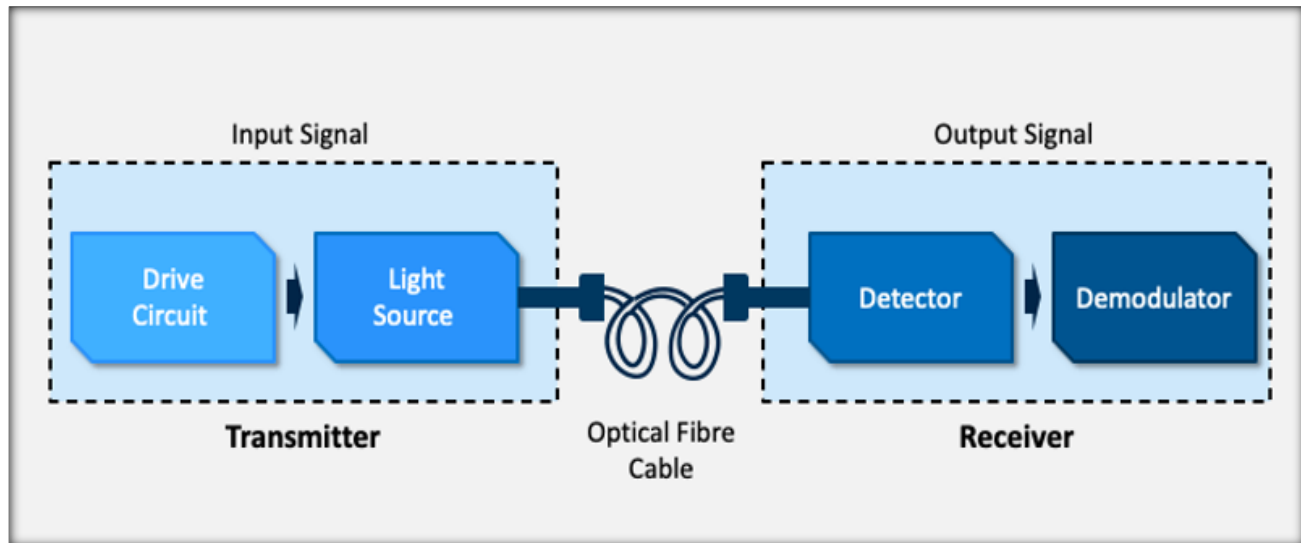 Input Signal
Output Signal
Drive
Circuit
Light
Source
Detector
Demodulator
Transmitter
Optical Fibre
Cable
Receiver